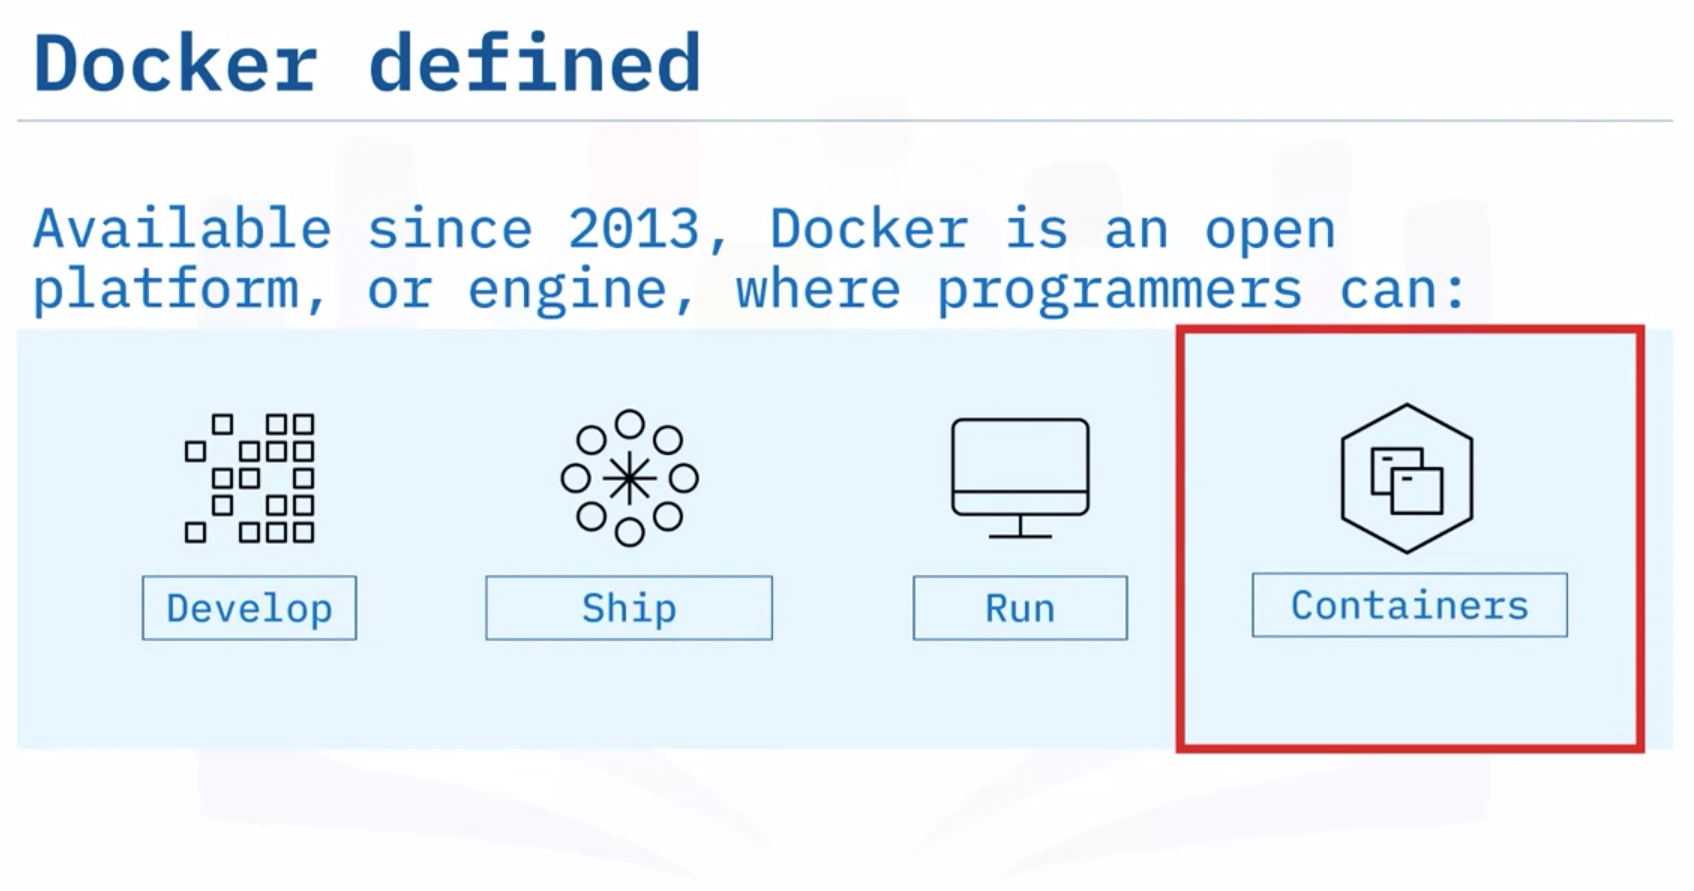 Docker defined
Available since 2013, Docker is an open
platform, or engine, where programmers can:
Develop
Ship
Run
Containers